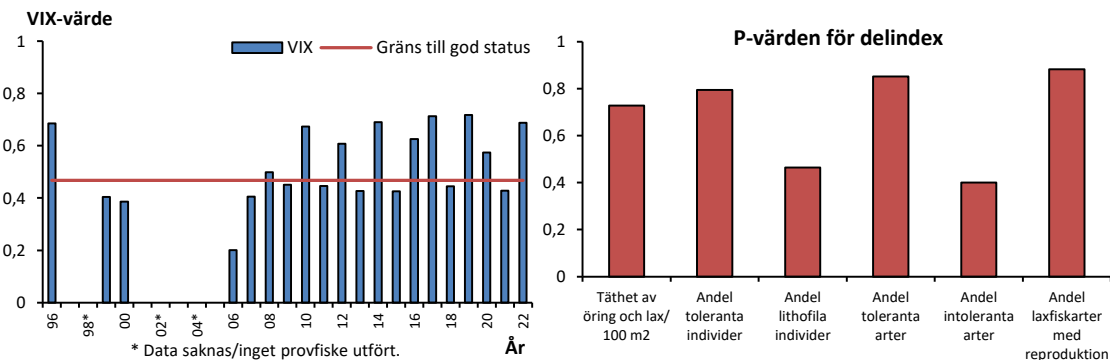 VIX-värde
1
0,8
0,6
0,4
0,2
0
VIX
Gräns till god status
96
98*
00
02*
04*
06
08
10
12
14
16
18
20
22
* Data saknas/inget provfiske utfört.
År
P-värden för delindex
1
0,8
0,6
0,4
0,2
0
Täthet av
öring och lax/
100 m2
Andel
toleranta
individer
Andel
lithofila
individer
Andel
toleranta
arter
Andel
intoleranta
arter
Andel
laxfiskarter
med
reproduktion